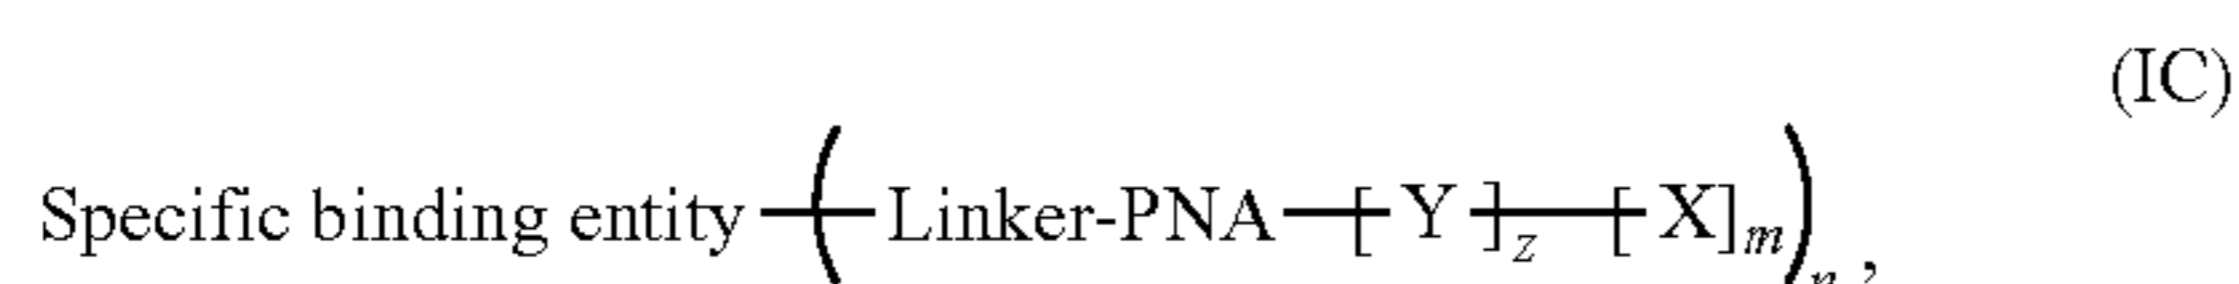 (IC)
Specific binding entity—(Linker-PNA—[Y]z—[X]m)n,